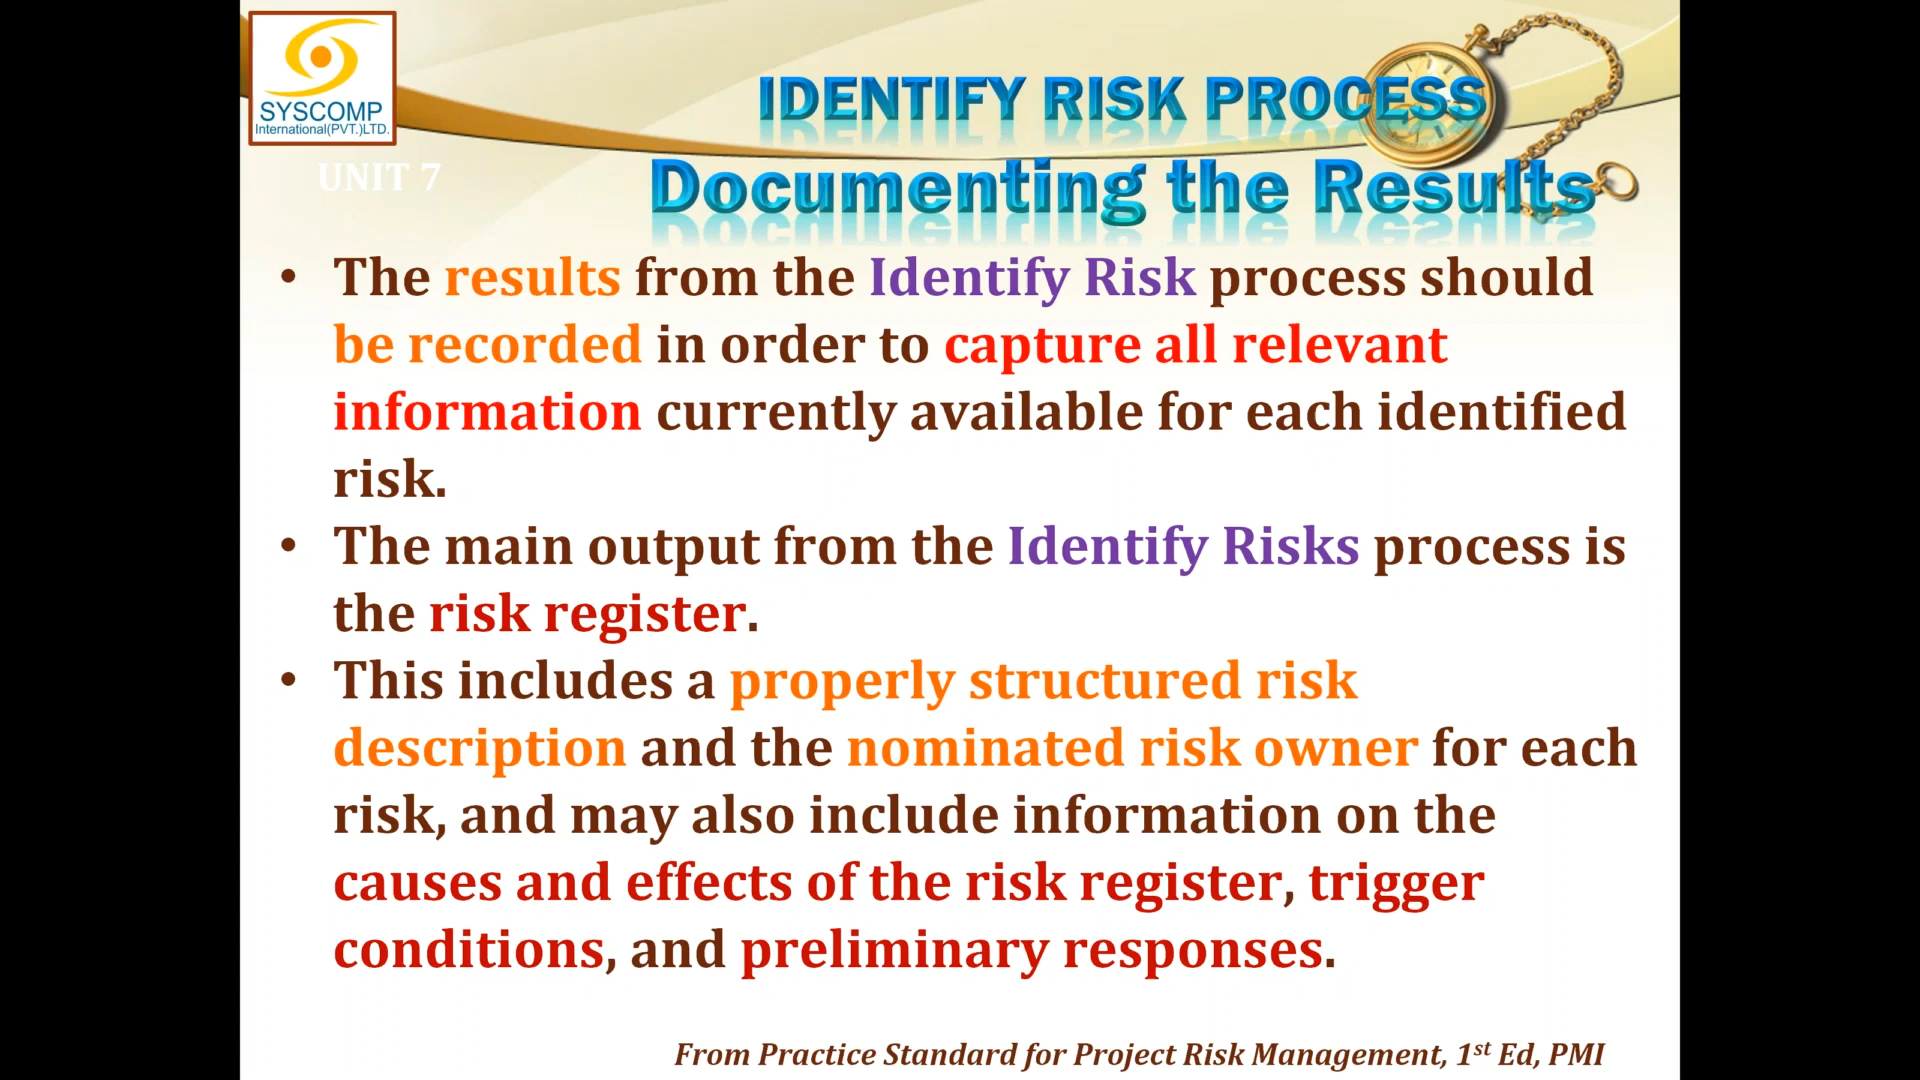 SYSCOMP
International(PVT.)LTD.
UNIT 7
IDENTIFY RISK PROCESS
Documenting the Results
• The results from the Identify Risk process should
be recorded in order to capture all relevant
information currently available for each identified
risk.
• The main output from the Identify Risks process is
the risk register.
• This includes a properly structured risk
description and the nominated risk owner for each
risk, and may also include information on the
causes and effects of the risk register, trigger
conditions, and preliminary responses.
From Practice Standard for Project Risk Management, 1st Ed, PMI